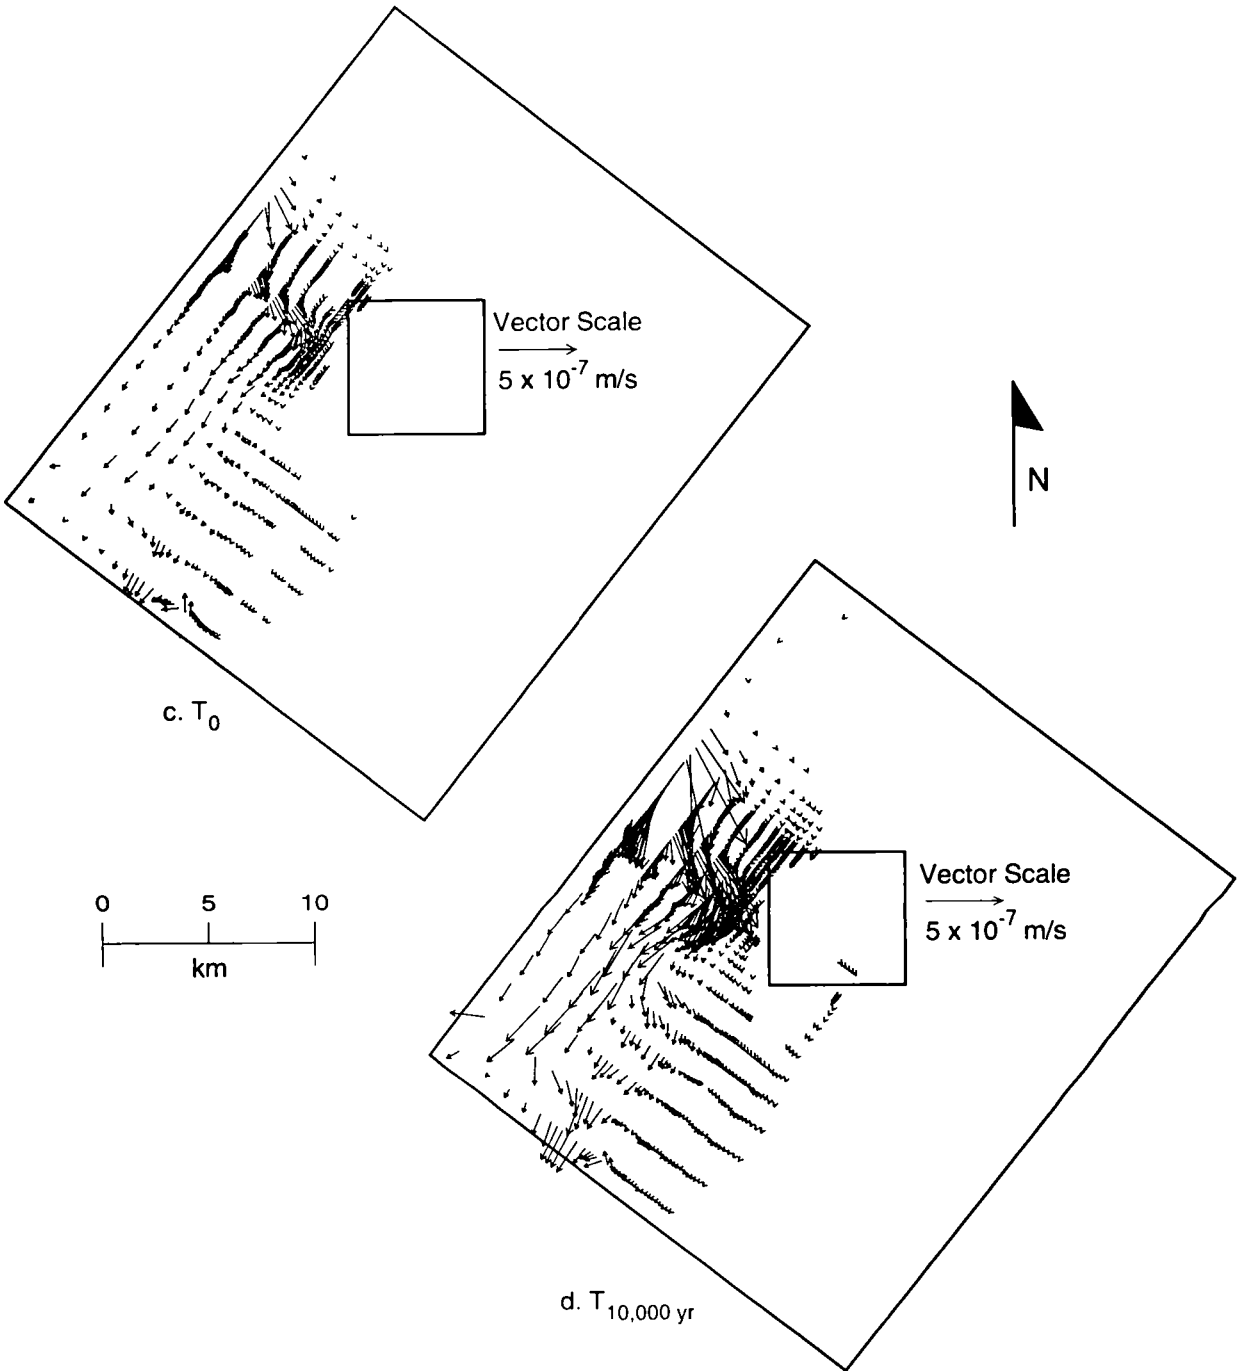 Vector Scale
5 x 10⁻⁷ m/s
N
c. T₀
0 5 10
km
Vector Scale
5 x 10⁻⁷ m/s
d. T₁₀,₀₀₀ yr